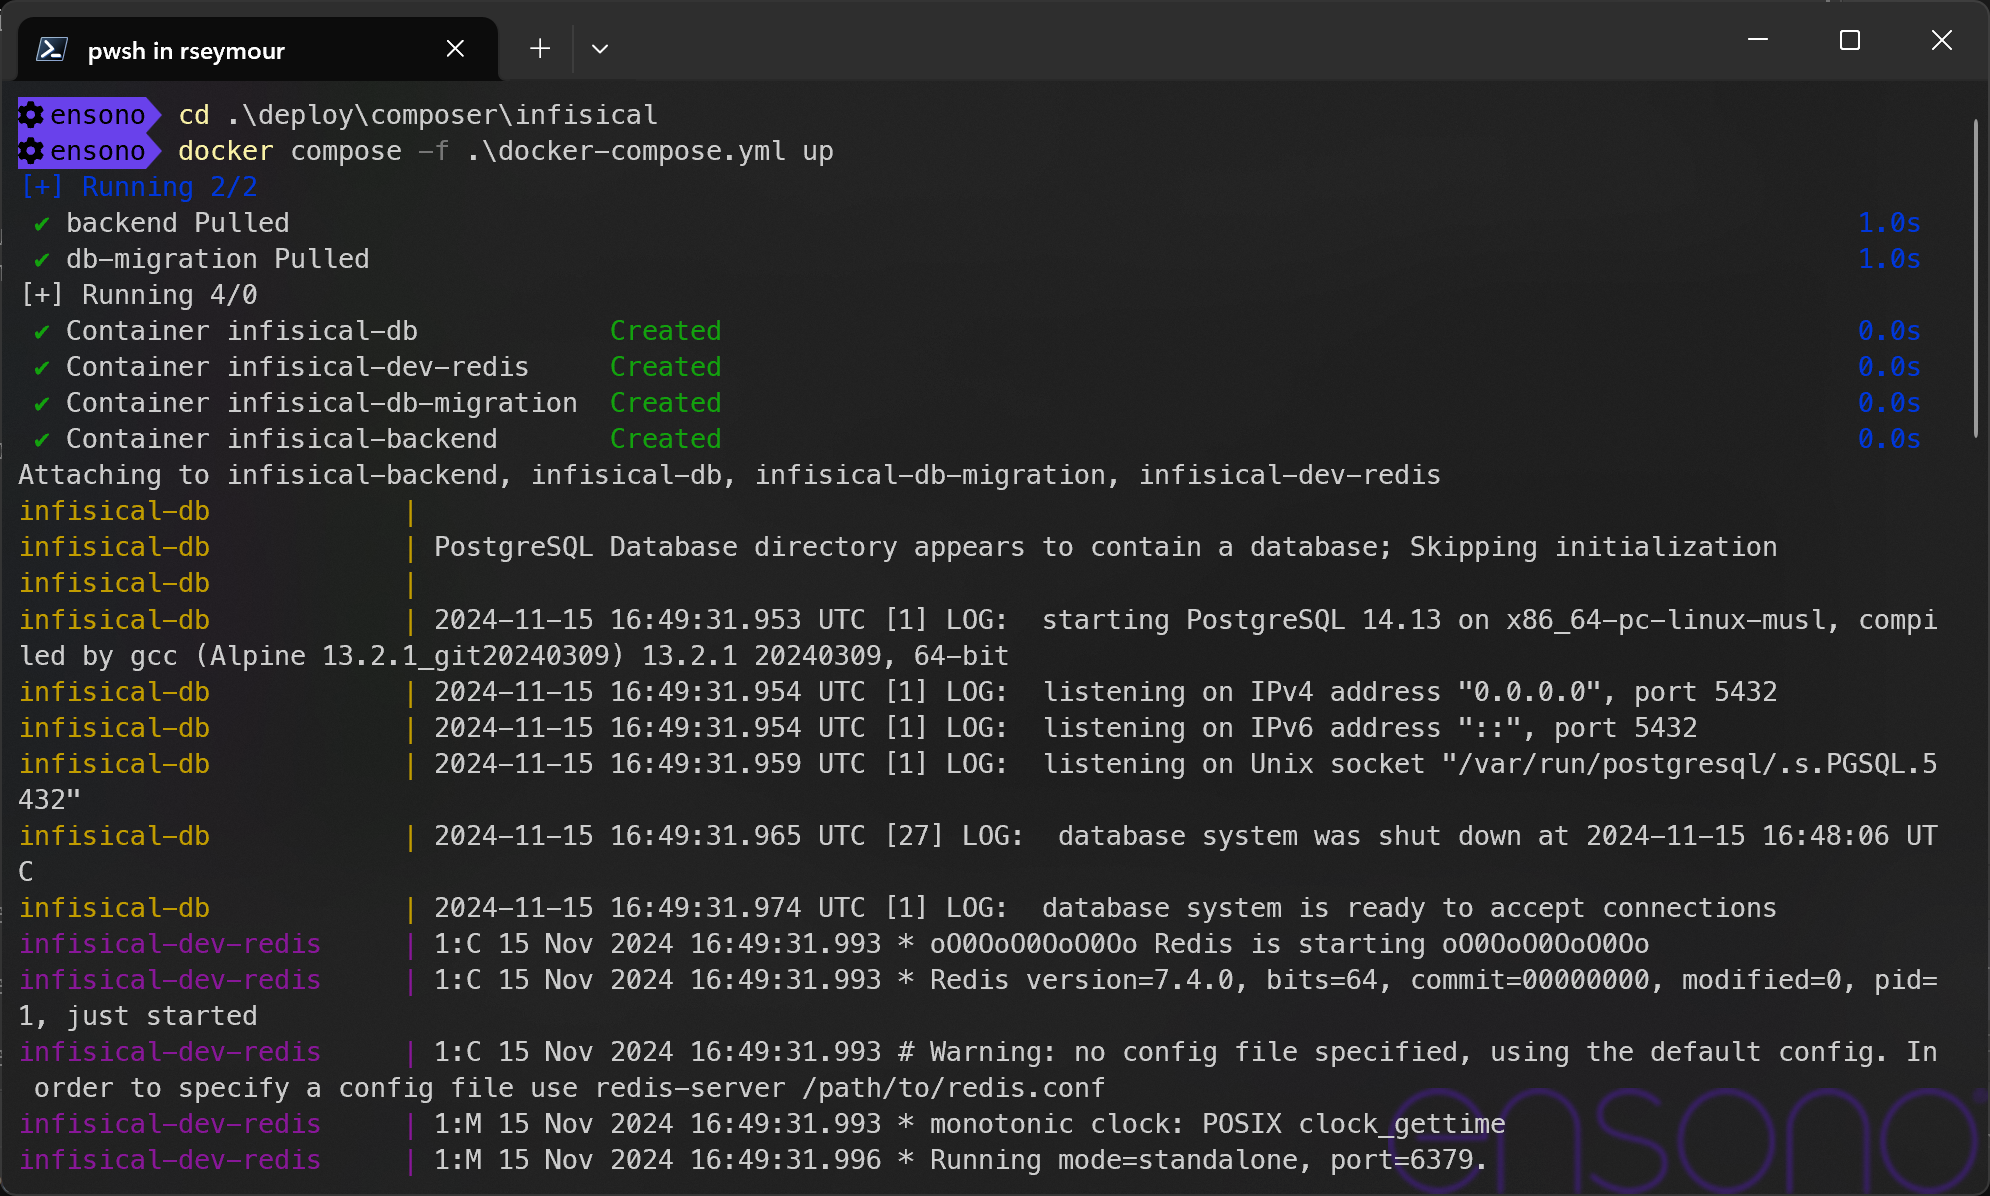 pwsh in rseymour
ensono cd .\deploy\composer\infisical
ensono docker compose -f .\docker-compose.yml up
[+] Running 2/2
✔ backend Pulled 1.0s
✔ db-migration Pulled 1.0s
[+] Running 4/0
✔ Container infisical-db Created 0.0s
✔ Container infisical-dev-redis Created 0.0s
✔ Container infisical-db-migration Created 0.0s
✔ Container infisical-backend Created 0.0s
Attaching to infisical-backend, infisical-db, infisical-db-migration, infisical-dev-redis
infisical-db |
infisical-db | PostgreSQL Database directory appears to contain a database; Skipping initialization
infisical-db |
infisical-db | 2024-11-15 16:49:31.953 UTC [1] LOG:  starting PostgreSQL 14.13 on x86_64-pc-linux-musl, compi
led by gcc (Alpine 13.2.1_git20240309) 13.2.1 20240309, 64-bit
infisical-db | 2024-11-15 16:49:31.954 UTC [1] LOG:  listening on IPv4 address "0.0.0.0", port 5432
infisical-db | 2024-11-15 16:49:31.954 UTC [1] LOG:  listening on IPv6 address "::", port 5432
infisical-db | 2024-11-15 16:49:31.959 UTC [1] LOG:  listening on Unix socket "/var/run/postgresql/.s.PGSQL.5
432"
infisical-db | 2024-11-15 16:49:31.965 UTC [27] LOG:  database system was shut down at 2024-11-15 16:48:06 UT
C
infisical-db | 2024-11-15 16:49:31.974 UTC [1] LOG:  database system is ready to accept connections
infisical-dev-redis | 1:C 15 Nov 2024 16:49:31.993 * oO0OoO0OoO0Oo Redis is starting oO0OoO0OoO0Oo
infisical-dev-redis | 1:C 15 Nov 2024 16:49:31.993 * Redis version=7.4.0, bits=64, commit=00000000, modified=0, pid=
1, just started
infisical-dev-redis | 1:C 15 Nov 2024 16:49:31.993 # Warning: no config file specified, using the default config. In
order to specify a config file use redis-server /path/to/redis.conf
infisical-dev-redis | 1:M 15 Nov 2024 16:49:31.993 * monotonic clock: POSIX clock_gettime
infisical-dev-redis | 1:M 15 Nov 2024 16:49:31.996 * Running mode=standalone, port=6379.
ensono